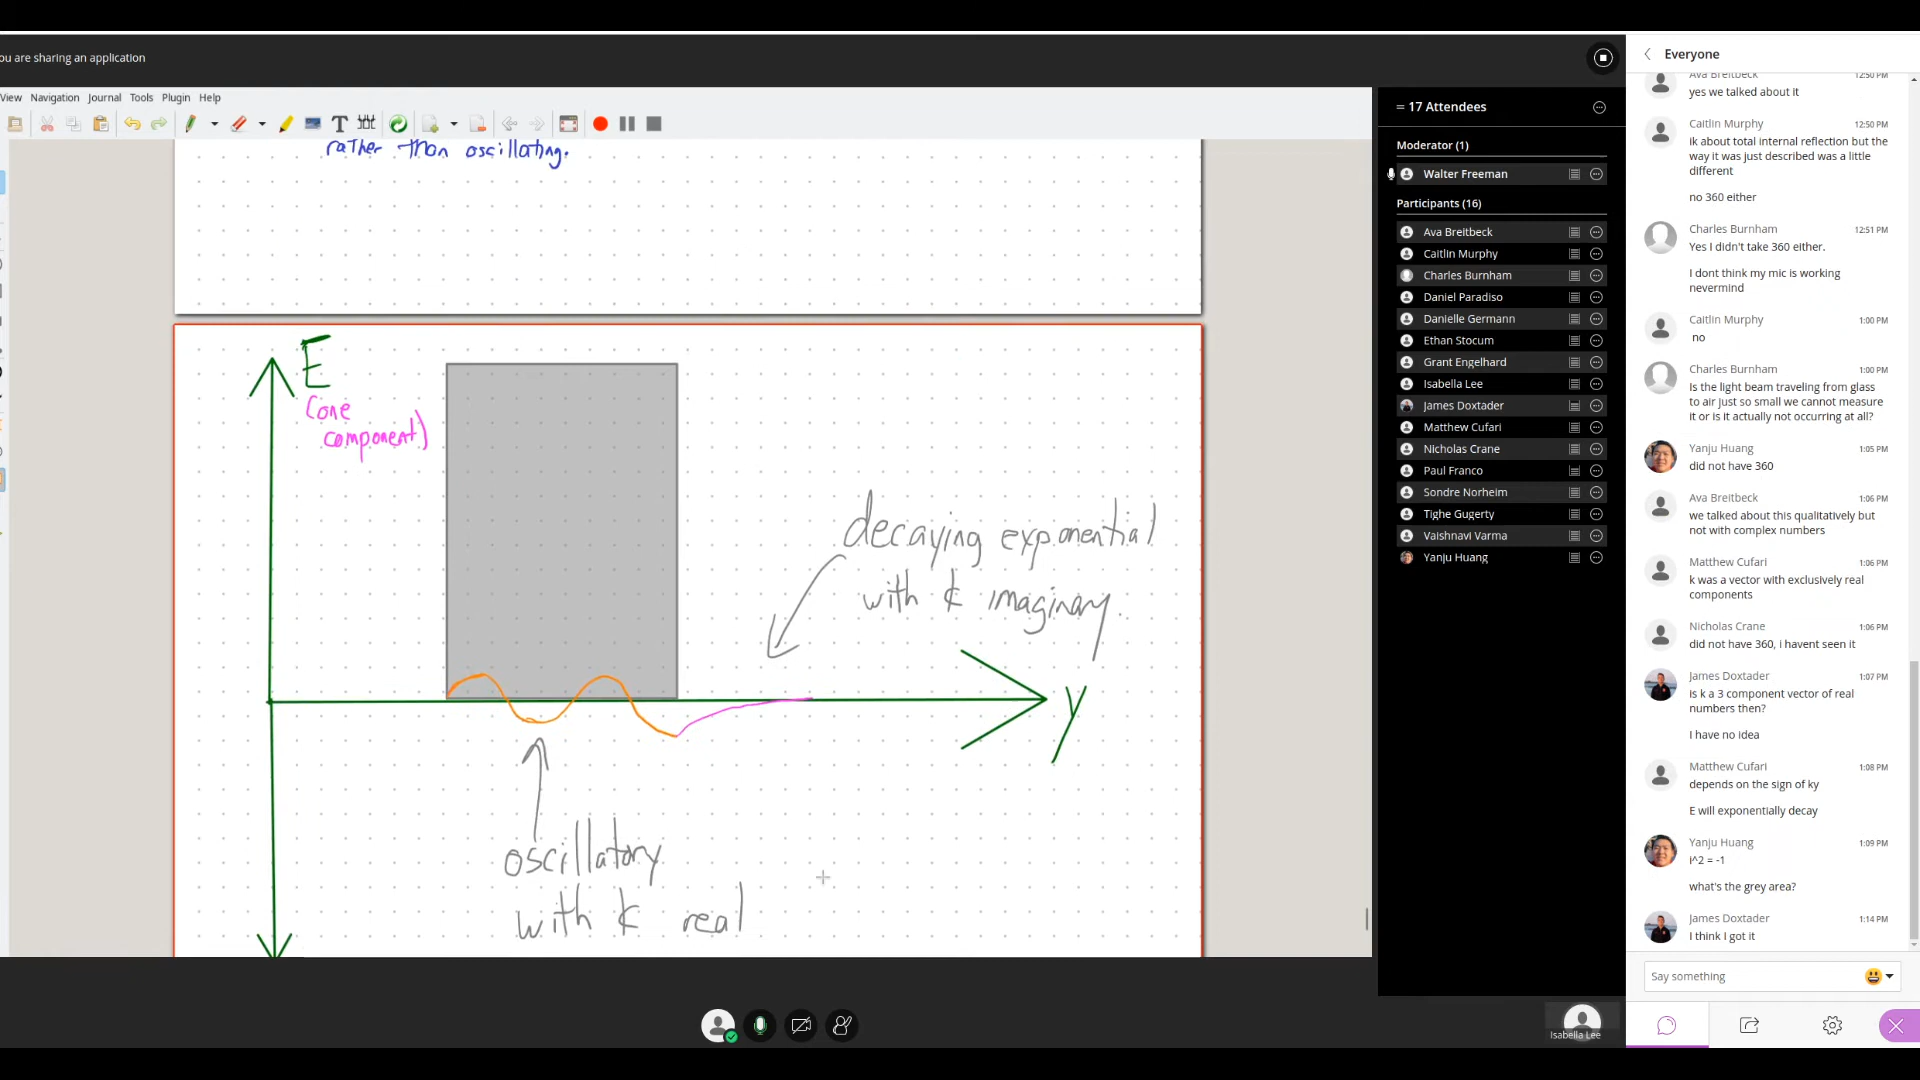 ou are sharing an application
View Navigation Journal Tools Plugin Help
T
rather than oscillating.
E
(one
component)
decaying exponential
with k imaginary.
y
oscillatory
with k real
17 Attendees
Moderator (1)
Walter Freeman
Participants (16)
Ava Breitbeck
Caitlin Murphy
Charles Burnham
Daniel Paradiso
Danielle Germann
Ethan Stocum
Grant Engelhard
Isabella Lee
James Doxtader
Matthew Cufari
Nicholas Crane
Paul Franco
Sondre Norheim
Tighe Gugerty
Vaishnavi Varma
Yanju Huang
Isabella Lee
Everyone
Ava Breitbeck 12:50 PM
yes we talked about it
Caitlin Murphy 12:50 PM
ik about total internal reflection but the
way it was just described was a little
different
no 360 either
Charles Burnham 12:51 PM
Yes I didn't take 360 either.
I dont think my mic is working
nevermind
Caitlin Murphy 1:00 PM
no
Charles Burnham 1:00 PM
Is the light beam traveling from glass
to air just so small we cannot measure
it or is it actually not occurring at all?
Yanju Huang 1:05 PM
did not have 360
Ava Breitbeck 1:06 PM
we talked about this qualitatively but
not with complex numbers
Matthew Cufari 1:06 PM
k was a vector with exclusively real
components
Nicholas Crane 1:06 PM
did not have 360, i havent seen it
James Doxtader 1:07 PM
is k a 3 component vector of real
numbers then?
I have no idea
Matthew Cufari 1:08 PM
depends on the sign of ky
E will exponentially decay
Yanju Huang 1:09 PM
i^2 = -1
what's the grey area?
James Doxtader 1:14 PM
I think I got it
Say something